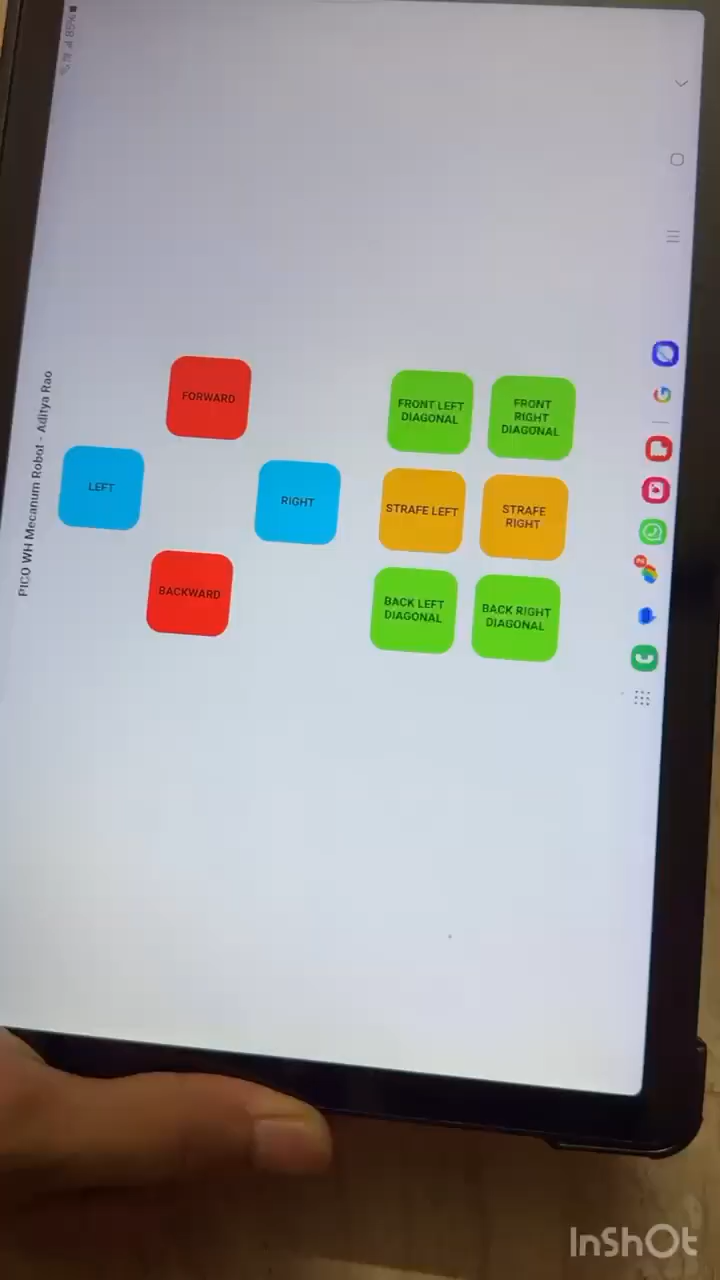 PICO WH Mecanum Robot - Aditya Rao
85%
FORWARD
LEFT
RIGHT
BACKWARD
FRONT LEFT
DIAGONAL
FRONT
RIGHT
DIAGONAL
STRAFE LEFT
STRAFE
RIGHT
BACK LEFT
DIAGONAL
BACK RIGHT
DIAGONAL
InShOt